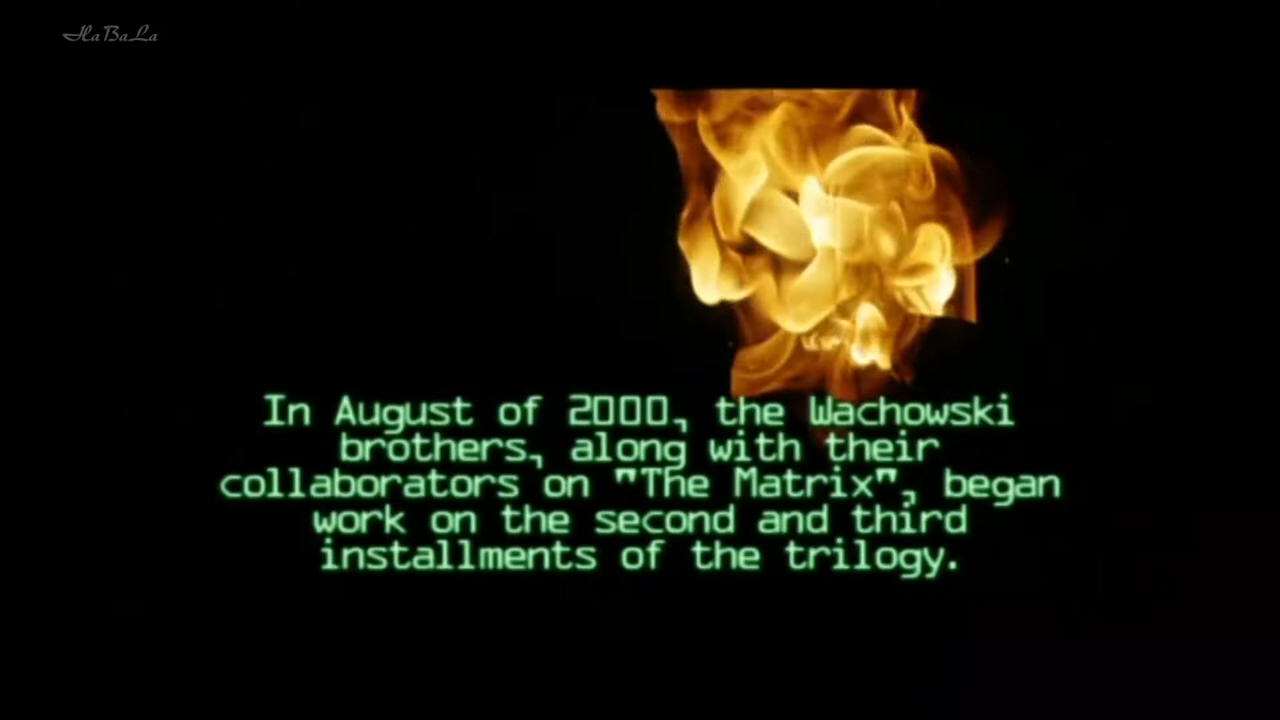 HaBaLa
In August of 2000, the Wachowski
brothers, along with their
collaborators on "The Matrix", began
work on the second and third
installments of the trilogy.